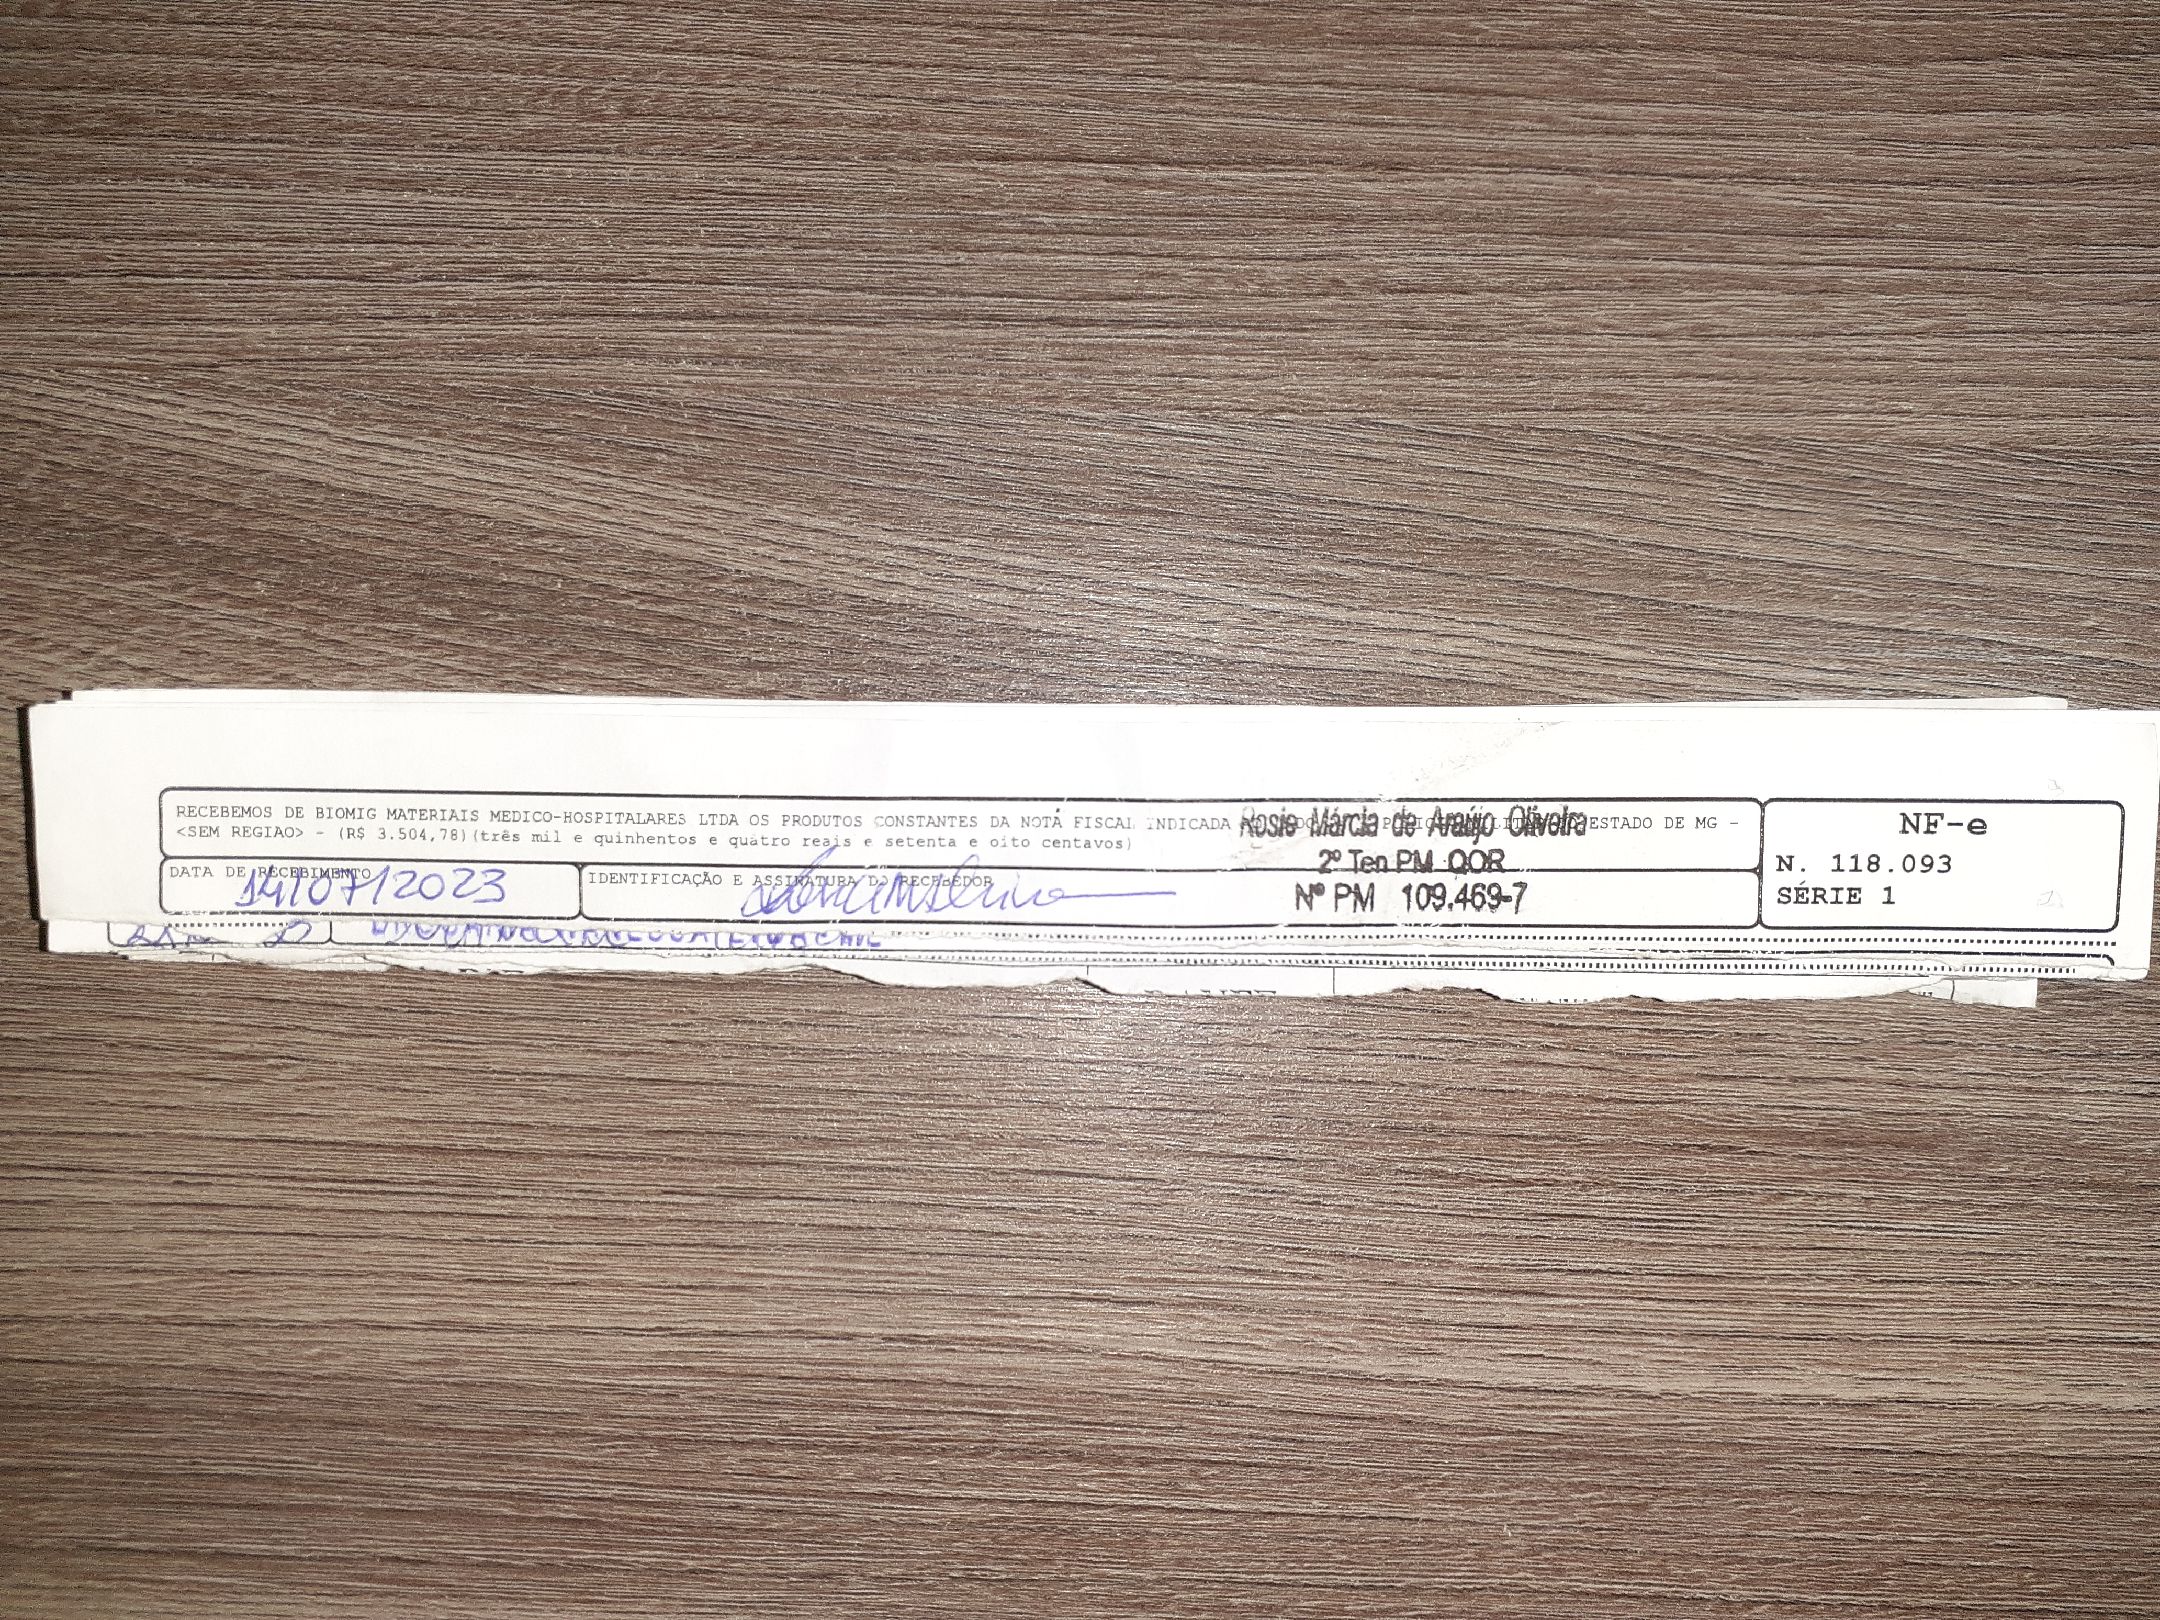 RECEBEMOS DE BIOMIG MATERIAIS MEDICO-HOSPITALARES LTDA OS PRODUTOS CONSTANTES DA NOTA FISCAL INDICADA ESTADO DE MG -
<SEM REGIAO> - (R$ 3.504,78)(três mil e quinhentos e quatro reais e setenta e oito centavos)
Rosie Márcia de Araújo Oliveira
2º Ten PM QOR
Nº PM 109.469-7
DATA DE RECEBIMENTO
14/07/2023
IDENTIFICAÇÃO E ASSINATURA DO RECEBEDOR
NF-e
N. 118.093
SÉRIE 1